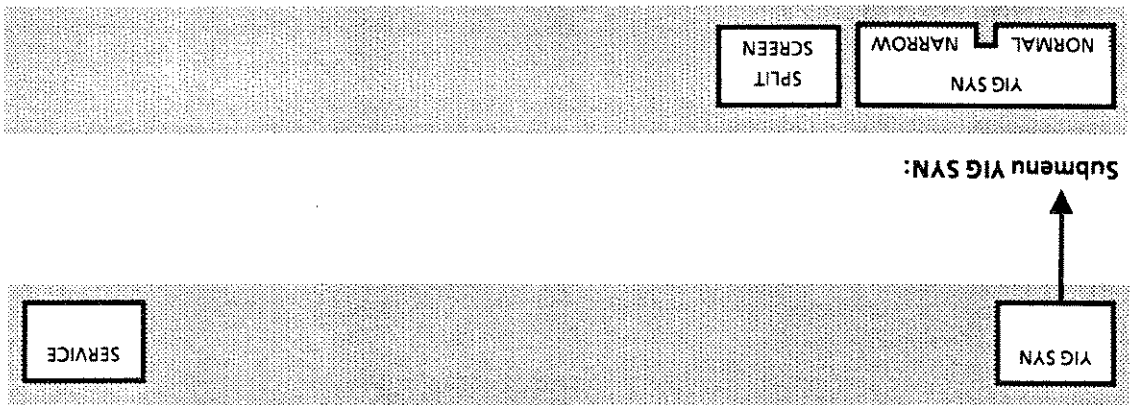 YIG SYN
SERVICE
Submenu YIG SYN:
YIG SYN
NORMAL NARROW
SPLIT
SCREEN